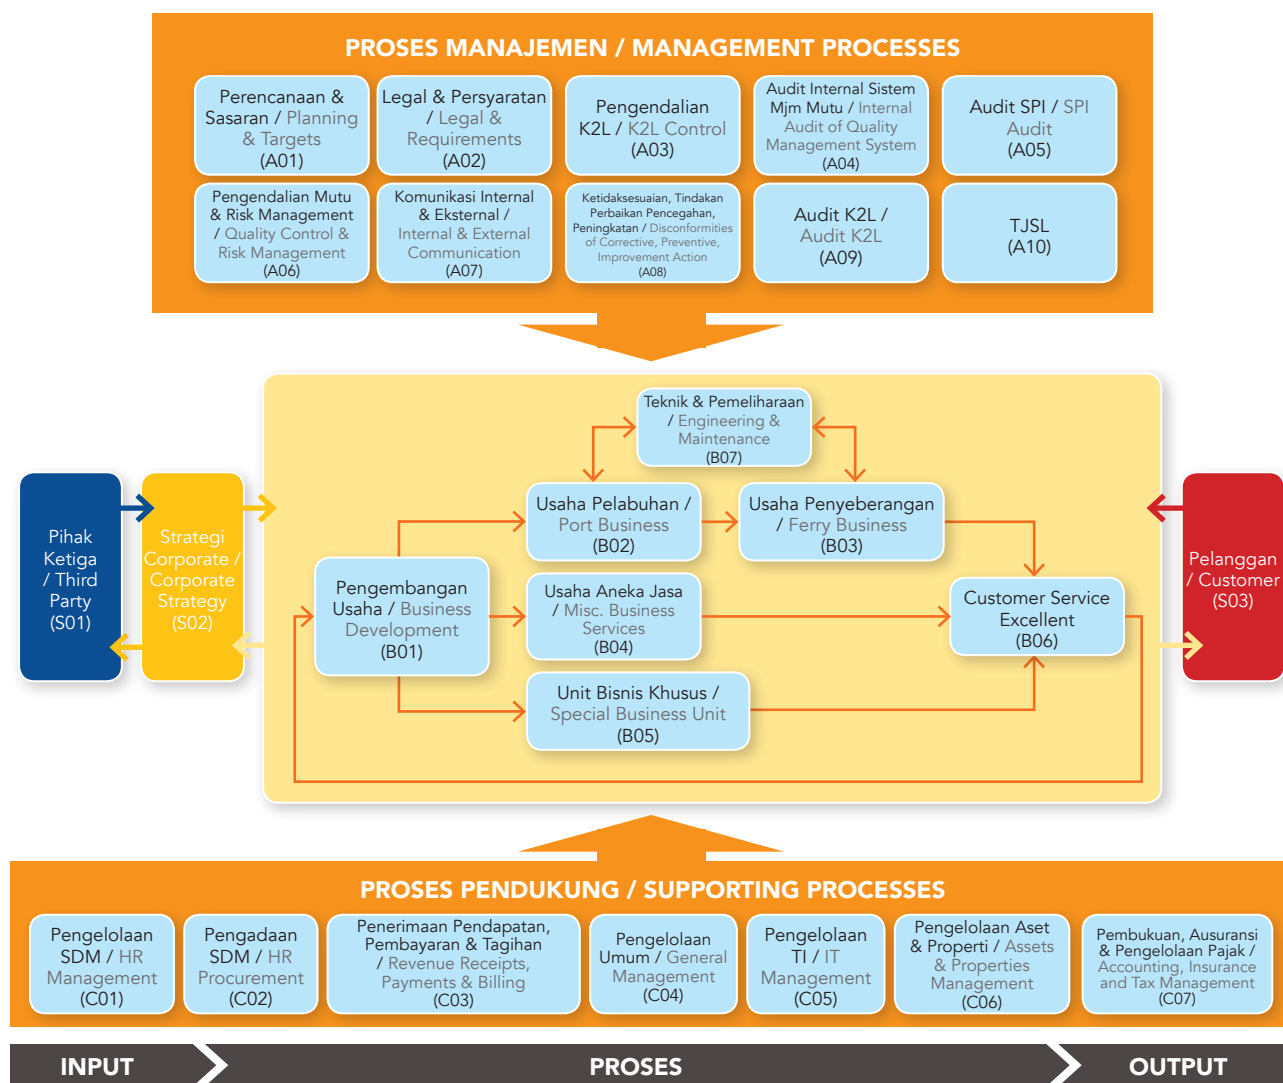 PROSES MANAJEMEN / MANAGEMENT PROCESSES
Perencanaan &
Sasaran / Planning
& Targets
(A01)
Legal & Persyaratan
/ Legal &
Requirements
(A02)
Pengendalian
K2L / K2L Control
(A03)
Audit Internal Sistem
Mjm Mutu / Internal
Audit of Quality
Management System
(A04)
Audit SPI / SPI
Audit
(A05)
Pengendalian Mutu
& Risk Management
/ Quality Control &
Risk Management
(A06)
Komunikasi Internal
& Eksternal /
Internal & External
Communication
(A07)
Ketidaksesuaian, Tindakan
Perbaikan Pencegahan,
Peningkatan / Disconformities
of Corrective, Preventive,
Improvement Action
(A08)
Audit K2L /
Audit K2L
(A09)
TJSL
(A10)
Teknik & Pemeliharaan
/ Engineering &
Maintenance
(B07)
Pihak
Ketiga
/ Third
Party
(S01)
Strategi
Corporate /
Corporate
Strategy
(S02)
Usaha Pelabuhan /
Port Business
(B02)
Usaha Penyeberangan
/ Ferry Business
(B03)
Pengembangan
Usaha / Business
Development
(B01)
Usaha Aneka Jasa
/ Misc. Business
Services
(B04)
Customer Service
Excellent
(B06)
Pelanggan
/ Customer
(S03)
Unit Bisnis Khusus /
Special Business Unit
(B05)
PROSES PENDUKUNG / SUPPORTING PROCESSES
Pengelolaan
SDM / HR
Management
(C01)
Pengadaan
SDM / HR
Procurement
(C02)
Penerimaan Pendapatan,
Pembayaran & Tagihan
/ Revenue Receipts,
Payments & Billing
(C03)
Pengelolaan
Umum / General
Management
(C04)
Pengelolaan
TI / IT
Management
(C05)
Pengelolaan Aset
& Properti / Assets
& Properties
Management
(C06)
Pembukuan, Ausuransi
& Pengelolaan Pajak /
Accounting, Insurance
and Tax Management
(C07)
INPUT
PROSES
OUTPUT